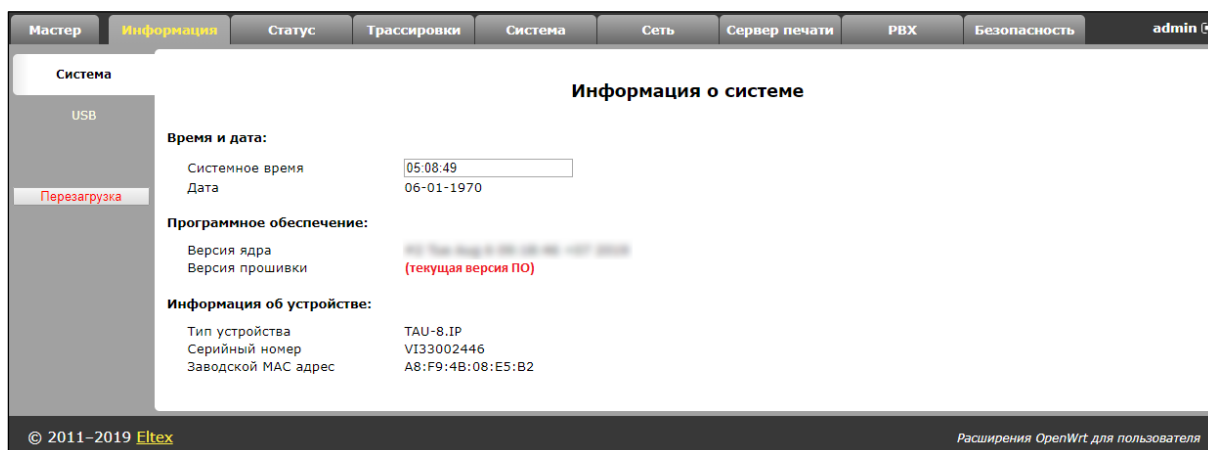 Мастер Информация Статус Трассировки Система Сеть Сервер печати PBX Безопасность admin
Система
USB
Перезагрузка
Информация о системе
Время и дата:
Системное время 05:08:49
Дата 06-01-1970
Программное обеспечение:
Версия ядра
Версия прошивки (текущая версия ПО)
Информация об устройстве:
Тип устройства TAU-8.IP
Серийный номер VI33002446
Заводской MAC адрес A8:F9:4B:08:E5:B2
© 2011–2019 Eltex
Расширения OpenWrt для пользователя